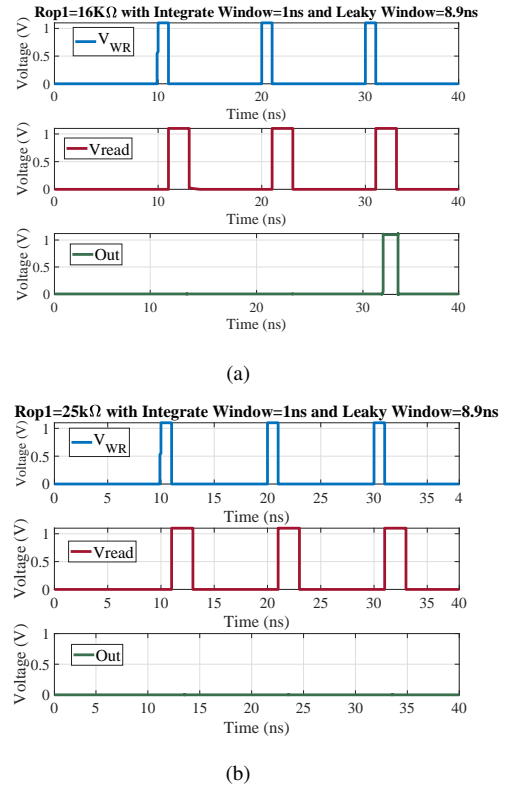 Rop1=16KΩ with Integrate Window=1ns and Leaky Window=8.9ns
Voltage (V)
1
0.5
0
V_WR
0 10 20 30 40
Time (ns)
Voltage (V)
1
0.5
0
Vread
0 10 20 30 40
Time (ns)
Voltage (V)
1
0.5
0
Out
0 10 20 30 40
Time (ns)
(a)
Rop1=25kΩ with Integrate Window=1ns and Leaky Window=8.9ns
Voltage (V)
1
0.5
0
V_WR
0 5 10 15 20 25 30 35 4
Time (ns)
Voltage (V)
1
0.5
0
Vread
0 5 10 15 20 25 30 35 40
Time (ns)
Voltage (V)
1
0.5
0
Out
0 5 10 15 20 25 30 35 40
Time (ns)
(b)